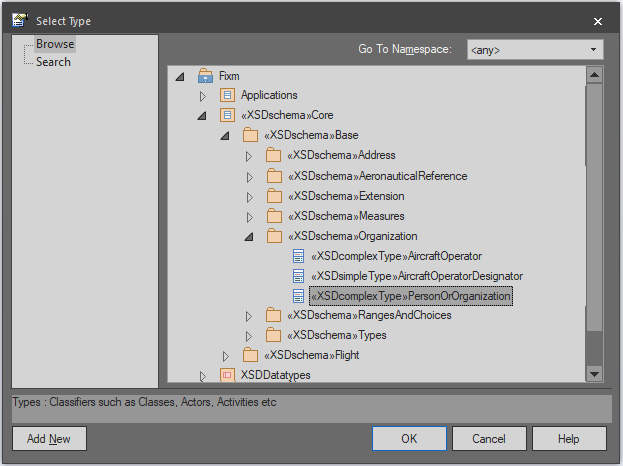 Select Type
Browse
Search
Go To Namespace:
<any>
Fixm
Applications
«XSDschema»Core
«XSDschema»Base
«XSDschema»Address
«XSDschema»AeronauticalReference
«XSDschema»Extension
«XSDschema»Measures
«XSDschema»Organization
«XSDcomplexType»AircraftOperator
«XSDsimpleType»AircraftOperatorDesignator
«XSDcomplexType»PersonOrOrganization
«XSDschema»RangesAndChoices
«XSDschema»Types
«XSDschema»Flight
XSDDatatypes
Types : Classifiers such as Classes, Actors, Activities etc
Add New
OK
Cancel
Help